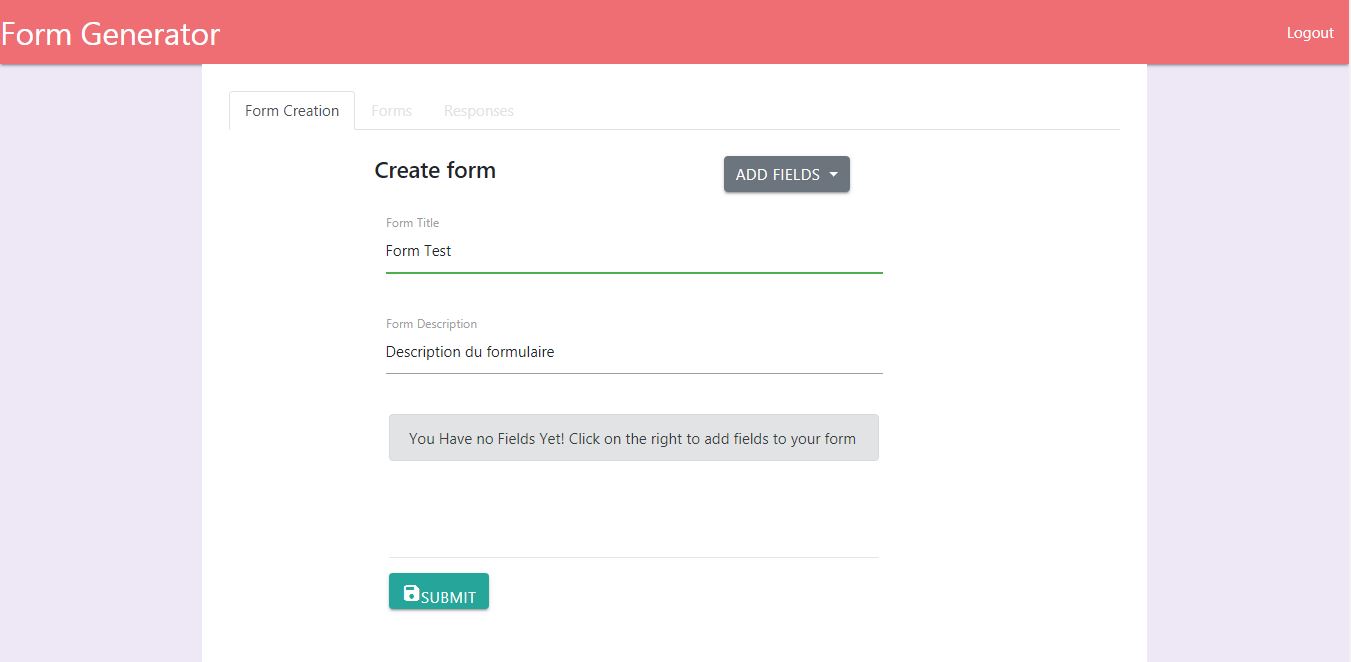 Form Generator
Logout
Form Creation
Forms
Responses
Create form
ADD FIELDS
Form Title
Form Test
Form Description
Description du formulaire
You Have no Fields Yet! Click on the right to add fields to your form
SUBMIT